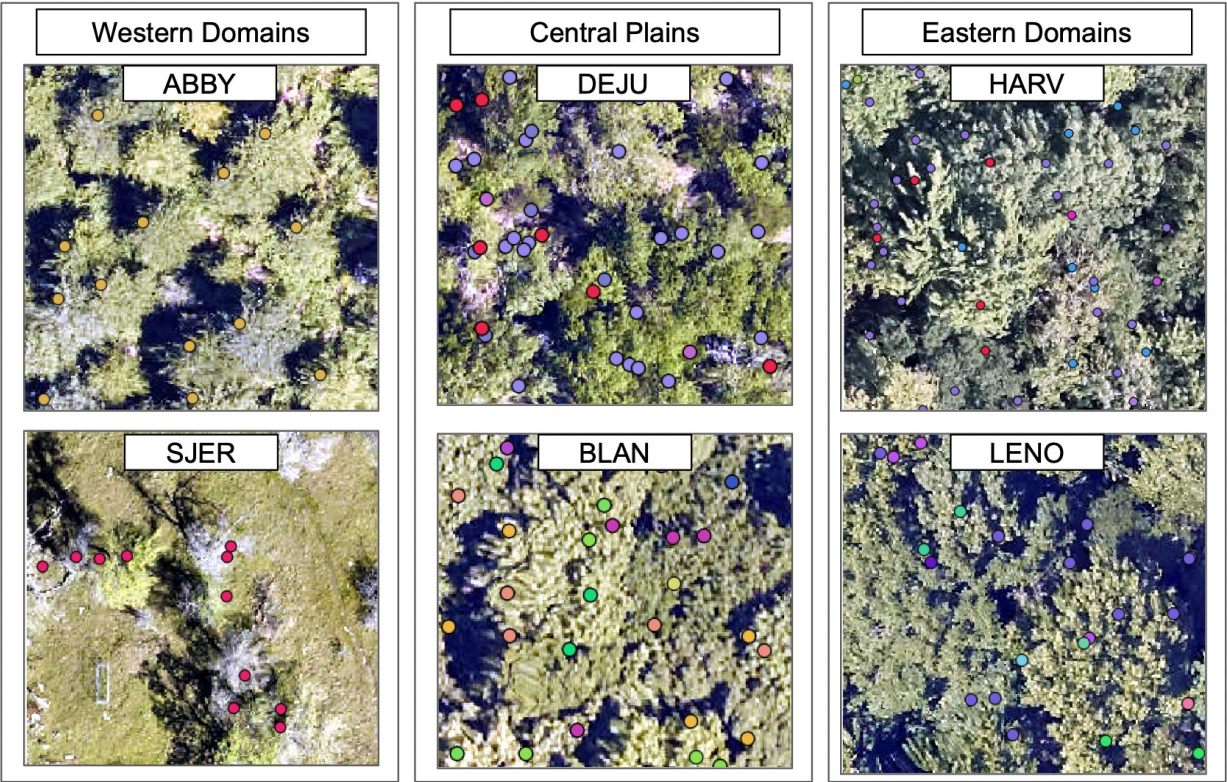 Western Domains
Central Plains
Eastern Domains
ABBY
DEJU
HARV
SJER
BLAN
LENO